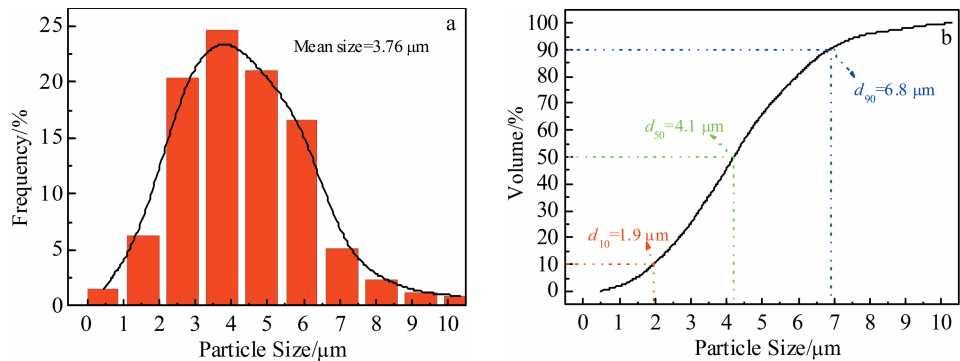 a
Mean size=3.76 μm
Frequency/%
25
20
15
10
5
0
0 1 2 3 4 5 6 7 8 9 10
Particle Size/μm
b
Volume/%
100
90
80
70
60
50
40
30
20
10
0
d90=6.8 μm
d50=4.1 μm
d10=1.9 μm
0 1 2 3 4 5 6 7 8 9 10
Particle Size/μm